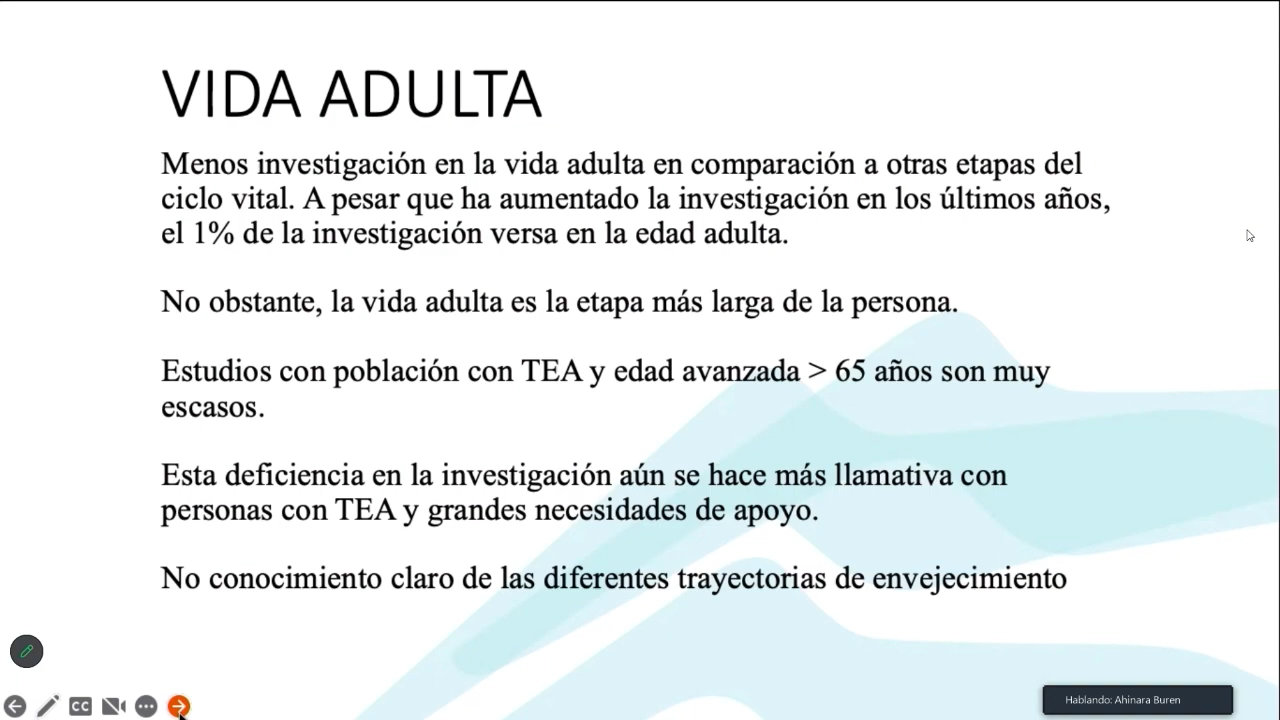 VIDA ADULTA
Menos investigación en la vida adulta en comparación a otras etapas del
ciclo vital. A pesar que ha aumentado la investigación en los últimos años,
el 1% de la investigación versa en la edad adulta.
No obstante, la vida adulta es la etapa más larga de la persona.
Estudios con población con TEA y edad avanzada > 65 años son muy
escasos.
Esta deficiencia en la investigación aún se hace más llamativa con
personas con TEA y grandes necesidades de apoyo.
No conocimiento claro de las diferentes trayectorias de envejecimiento
CC
Hablando: Ahinara Buren